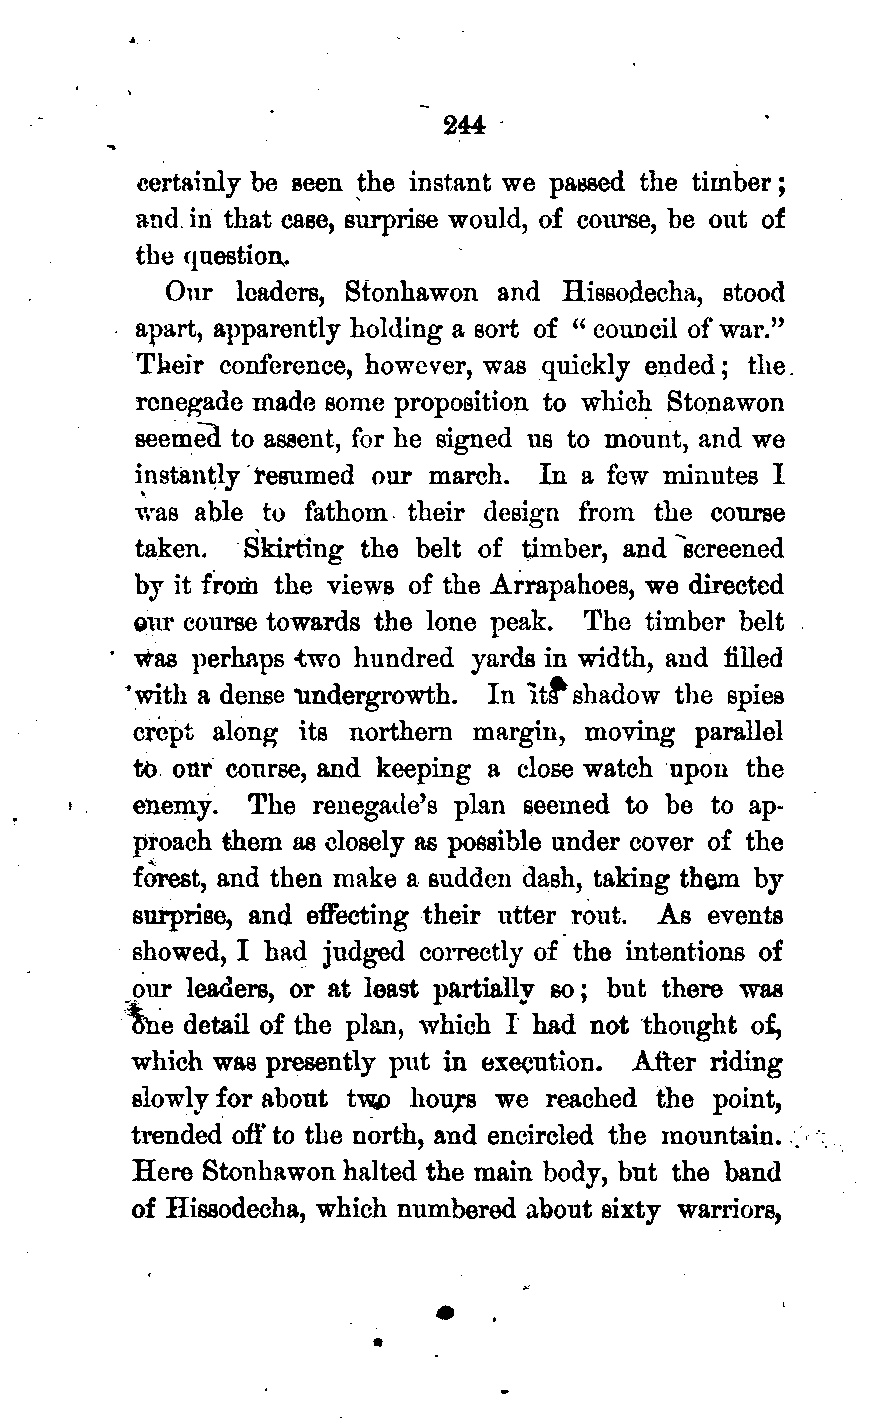 244
certainly be seen the instant we passed the timber;
and in that case, surprise would, of course, be out of
the question.
Our leaders, Stonhawon and Hissodecha, stood
apart, apparently holding a sort of “council of war.”
Their conference, however, was quickly ended; the
renegade made some proposition to which Stonawon
seemed to assent, for he signed us to mount, and we
instantly resumed our march. In a few minutes I
was able to fathom their design from the course
taken. Skirting the belt of timber, and screened
by it from the views of the Arrapahoes, we directed
our course towards the lone peak. The timber belt
was perhaps two hundred yards in width, and filled
with a dense undergrowth. In its shadow the spies
crept along its northern margin, moving parallel
to our course, and keeping a close watch upon the
enemy. The renegade’s plan seemed to be to ap-
proach them as closely as possible under cover of the
forest, and then make a sudden dash, taking them by
surprise, and effecting their utter rout. As events
showed, I had judged correctly of the intentions of
our leaders, or at least partially so; but there was
one detail of the plan, which I had not thought of,
which was presently put in execution. After riding
slowly for about two hours we reached the point,
trended off to the north, and encircled the mountain.
Here Stonhawon halted the main body, but the band
of Hissodecha, which numbered about sixty warriors,